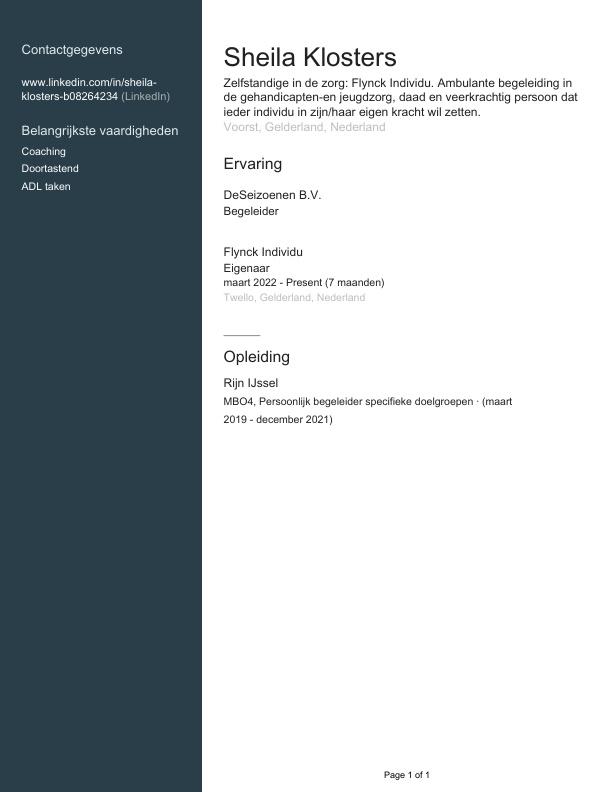 Contactgegevens
www.linkedin.com/in/sheila-
klosters-b08264234 (LinkedIn)
Belangrijkste vaardigheden
Coaching
Doortastend
ADL taken
Sheila Klosters
Zelfstandige in de zorg: Flynck Individu. Ambulante begeleiding in
de gehandicapten-en jeugdzorg, daad en veerkrachtig persoon dat
ieder individu in zijn/haar eigen kracht wil zetten.
Voorst, Gelderland, Nederland
Ervaring
DeSeizoenen B.V.
Begeleider
Flynck Individu
Eigenaar
maart 2022 - Present (7 maanden)
Twello, Gelderland, Nederland
Opleiding
Rijn IJssel
MBO4, Persoonlijk begeleider specifieke doelgroepen · (maart
2019 - december 2021)
Page 1 of 1